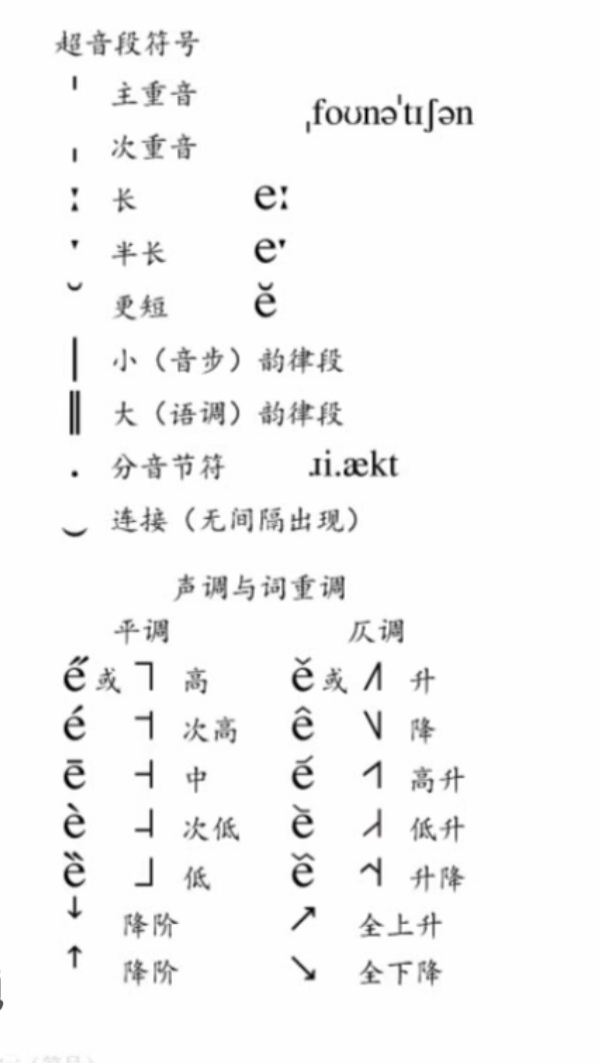 超音段符号
ˈ 主重音
ˌfoʊnəˈtɪʃən
ˌ 次重音
ː 长 eː
ˑ 半长 eˑ
˘ 更短 ĕ
| 小（音步）韵律段
‖ 大（语调）韵律段
. 分音节符 ɹi.ækt
‿ 连接（无间隔出现）
声调与词重调
平调 仄调
e̋ 或 ˥ 高 ě 或 ˩˥ 升
é ˦ 次高 ê ˥˩ 降
ē ˧ 中 e᷄ ˦˥ 高升
è ˨ 次低 e᷅ ˩˨ 低升
ȅ ˩ 低 e᷈ ˧˦˧ 升降
↓ 降阶 ↗ 全上升
↑ 降阶 ↘ 全下降